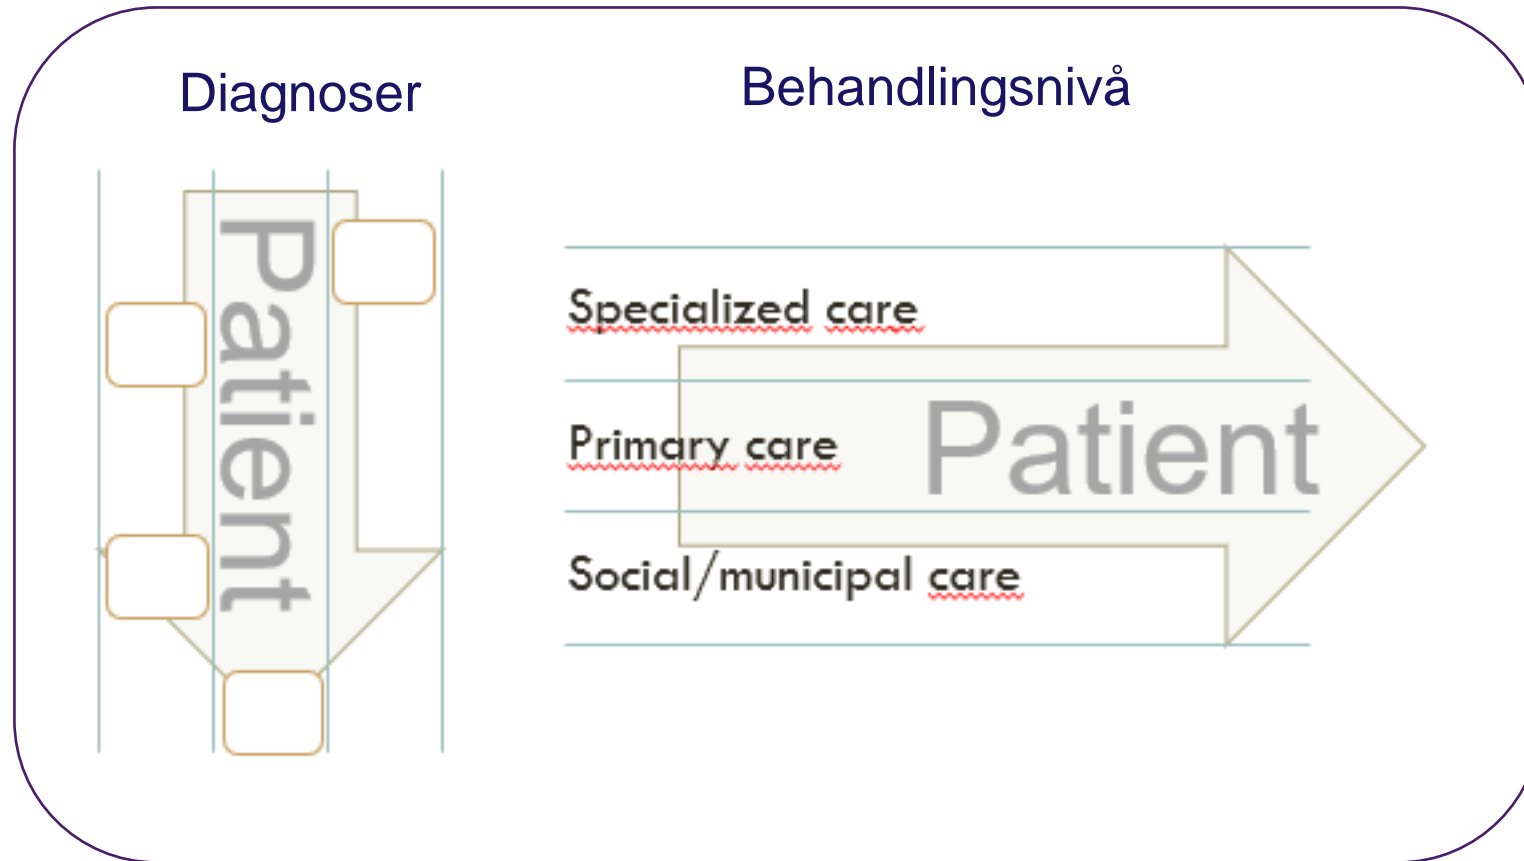 Diagnoser
Behandlingsnivå
Patient
Specialized care
Primary care
Patient
Social/municipal care